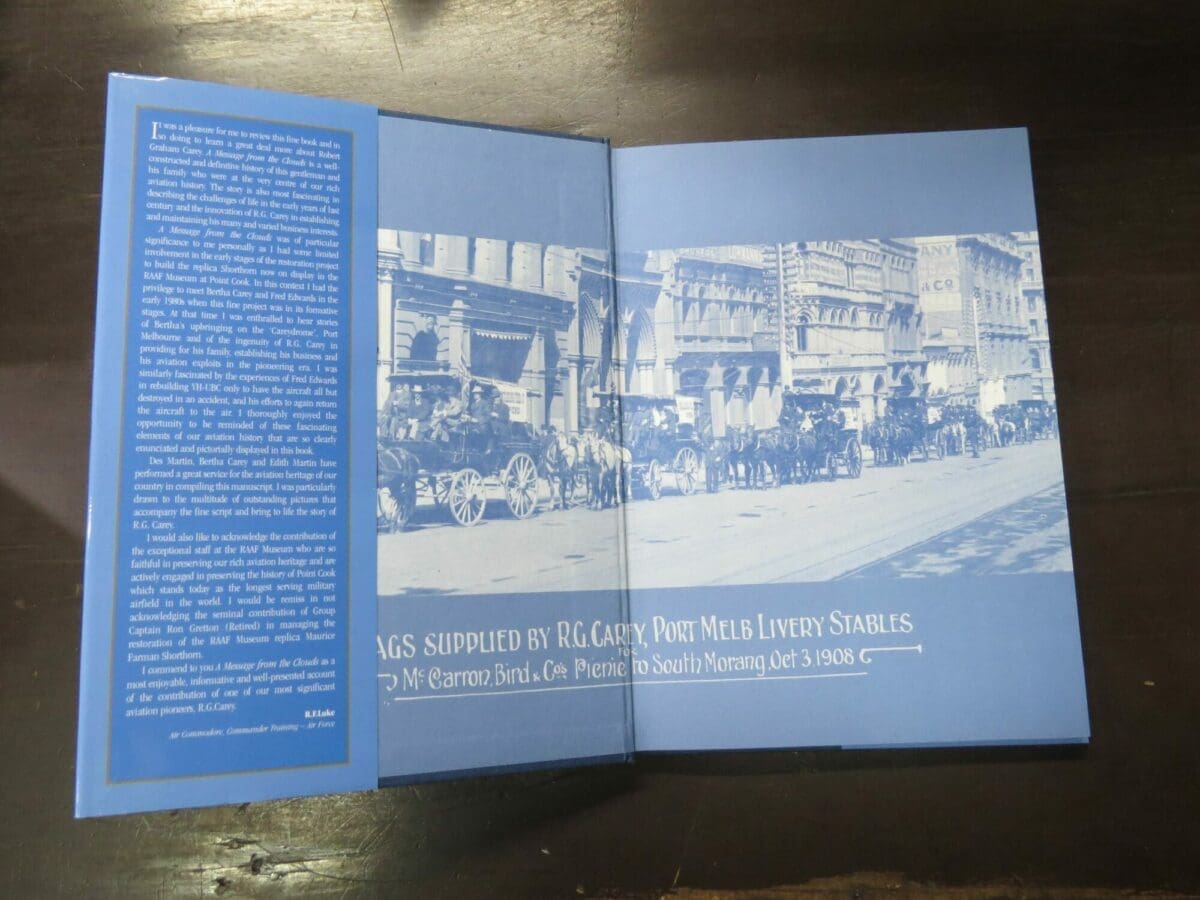 It was a pleasure for me to review this fine book and in
so doing to learn a great deal more about Robert
Graham Carey. A Message from the Clouds is a well-
constructed and definitive history of this gentleman and
his family who were at the very centre of our rich
aviation history. The story is also most fascinating in
describing the challenges of life in the early years of last
century and the innovation of R.G. Carey in establishing
and maintaining his many and varied business interests.
A Message from the Clouds was of particular
significance to me personally as I had some limited
involvement in the early stages of the restoration project
to build the replica Shorthorn now on display in the
RAAF Museum at Point Cook. In this context I had the
privilege to meet Bertha Carey and Fred Edwards in the
early 1980s when this fine project was in its formative
stages. At that time I was enthralled to hear stories
of Bertha's upbringing on the 'Careydrome', Port
Melbourne and of the ingenuity of R.G. Carey in
providing for his family, establishing his business and
his aviation exploits in the pioneering era. I was
similarly fascinated by the experiences of Fred Edwards
in rebuilding VH-UBC only to have the aircraft all but
destroyed in an accident, and his efforts to again return
the aircraft to the air. I thoroughly enjoyed the
opportunity to be reminded of these fascinating
elements of our aviation history that are so clearly
enunciated and pictorially displayed in this book.
Des Martin, Bertha Carey and Edith Martin have
performed a great service for the aviation heritage of our
country in compiling this manuscript. I was particularly
drawn to the multitude of outstanding pictures that
accompany the fine script and bring to life the story of
R.G. Carey.
I would also like to acknowledge the contribution of
the exceptional staff at the RAAF Museum who are so
faithful in preserving our rich aviation heritage and are
actively engaged in preserving the history of Point Cook
which stands today as the longest serving military
airfield in the world. I would be remiss in not
acknowledging the seminal contribution of Group
Captain Ron Gretton (Retired) in managing the
restoration of the RAAF Museum replica Maurice
Farman Shorthorn.
I commend to you A Message from the Clouds as a
most enjoyable, informative and well-presented account
of the contribution of one of our most significant
aviation pioneers, R.G.Carey.
R.F.Luke
Air Commodore, Commander Training – Air Force
ANY
& CO
AGS SUPPLIED BY R.G. CAREY, PORT MELB LIVERY STABLES
FOR
Mc Carron, Bird & Co's Picnic to South Morang, Oct 3. 1908